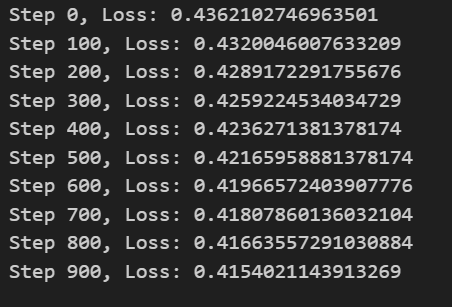 Step 0, Loss: 0.4362102746963501
Step 100, Loss: 0.4320046007633209
Step 200, Loss: 0.4289172291755676
Step 300, Loss: 0.4259224534034729
Step 400, Loss: 0.4236271381378174
Step 500, Loss: 0.42165958881378174
Step 600, Loss: 0.41966572403907776
Step 700, Loss: 0.41807860136032104
Step 800, Loss: 0.41663557291030884
Step 900, Loss: 0.4154021143913269